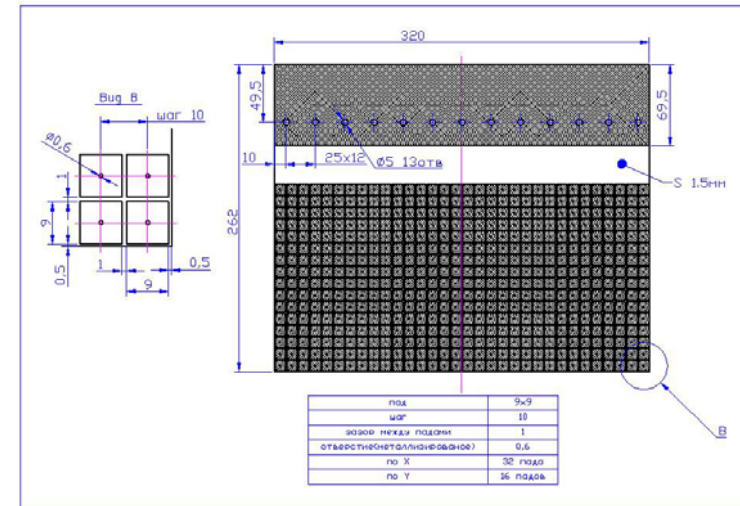 320
Вид В
шаг 10
49,5
69,5
Ø0,6
10
25x12
Ø5 13отв
S 1.5мм
1
9
262
0,5
1
0,5
9
В
пад 9x9
шаг 10
зазор между падами 1
отверстие(металлизированое) 0,6
по X 32 пада
по Y 16 падов